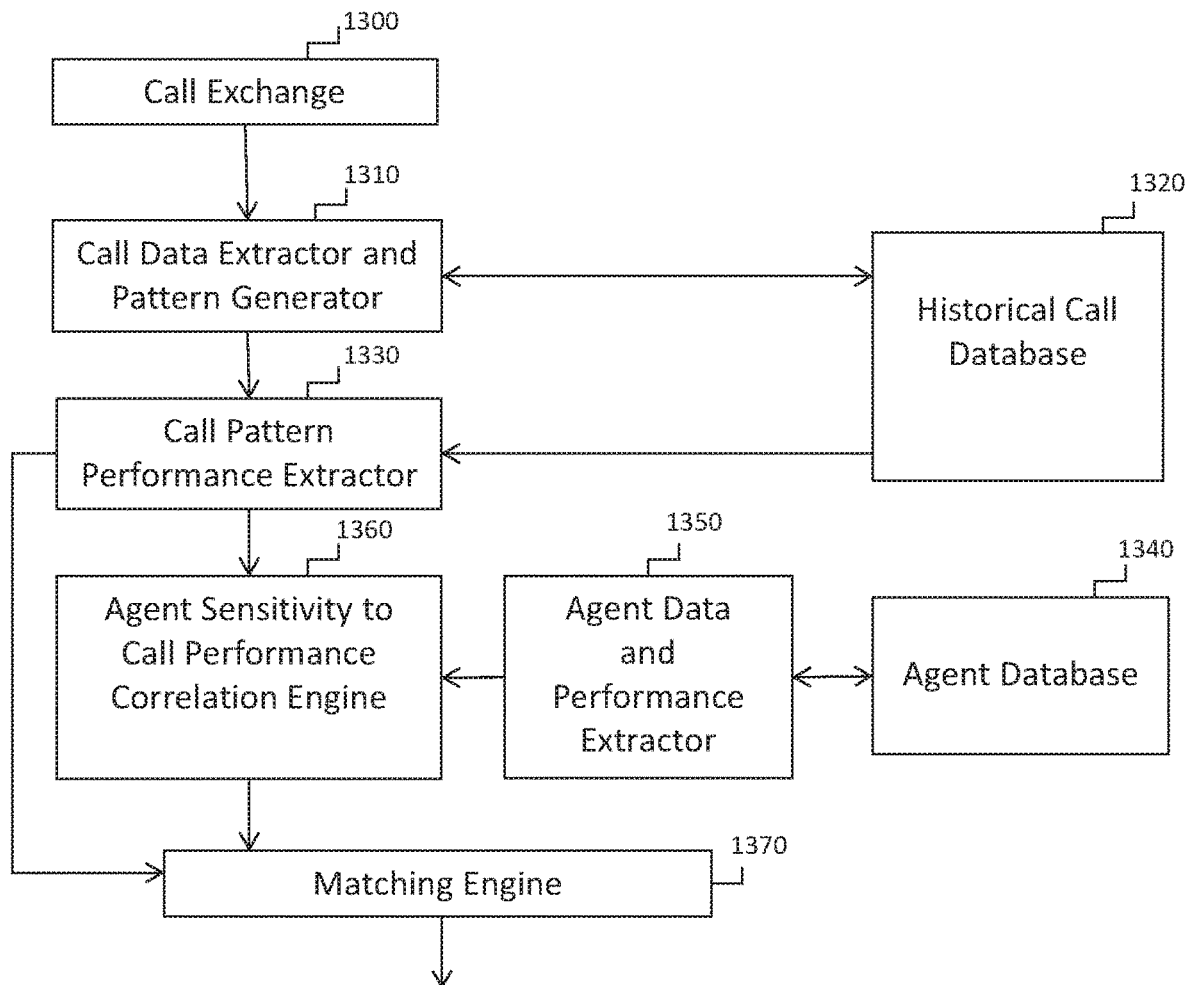 1300
Call Exchange
1310
Call Data Extractor and
Pattern Generator
1320
Historical Call
Database
1330
Call Pattern
Performance Extractor
1360
Agent Sensitivity to
Call Performance
Correlation Engine
1350
Agent Data
and
Performance
Extractor
1340
Agent Database
1370
Matching Engine